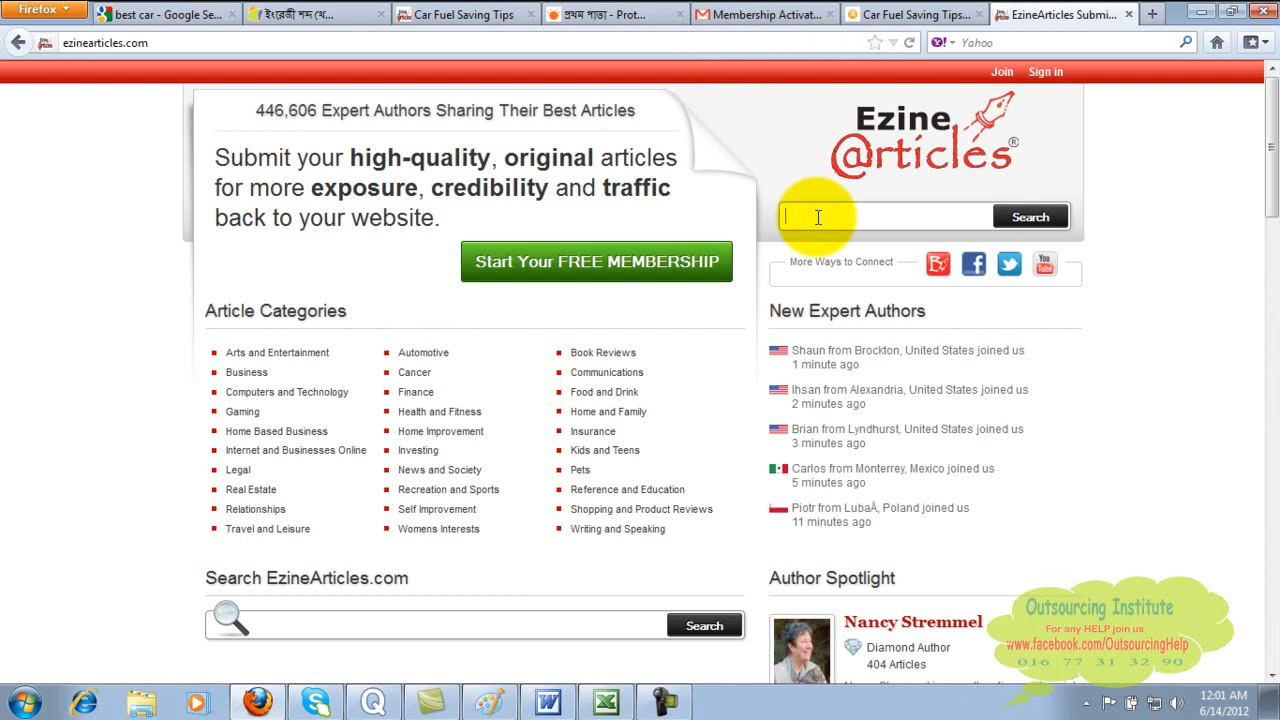 Firefox
best car - Google Se...
ইংরেজী শব্দ (খে...
Car Fuel Saving Tips
প্রথম পাতা - Prot...
Membership Activat...
Car Fuel Saving Tips...
EzineArticles Submi...
ezinearticles.com
Yahoo
Join Sign in
446,606 Expert Authors Sharing Their Best Articles
Submit your high-quality, original articles
for more exposure, credibility and traffic
back to your website.
Start Your FREE MEMBERSHIP
Ezine
@rticles®
Search
More Ways to Connect
You
Tube
Article Categories
Arts and Entertainment
Business
Computers and Technology
Gaming
Home Based Business
Internet and Businesses Online
Legal
Real Estate
Relationships
Travel and Leisure
Automotive
Cancer
Finance
Health and Fitness
Home Improvement
Investing
News and Society
Recreation and Sports
Self Improvement
Womens Interests
Book Reviews
Communications
Food and Drink
Home and Family
Insurance
Kids and Teens
Pets
Reference and Education
Shopping and Product Reviews
Writing and Speaking
New Expert Authors
Shaun from Brockton, United States joined us
1 minute ago
Ihsan from Alexandria, United States joined us
2 minutes ago
Brian from Lyndhurst, United States joined us
3 minutes ago
Carlos from Monterrey, Mexico joined us
5 minutes ago
Piotr from LubaÅ, Poland joined us
11 minutes ago
Search EzineArticles.com
Search
Author Spotlight
Nancy Stremmel
Diamond Author
404 Articles
Outsourcing Institute
For any HELP join us
www.facebook.com/OutsourcingHelp
016 77 31 32 90
12:01 AM
6/14/2012